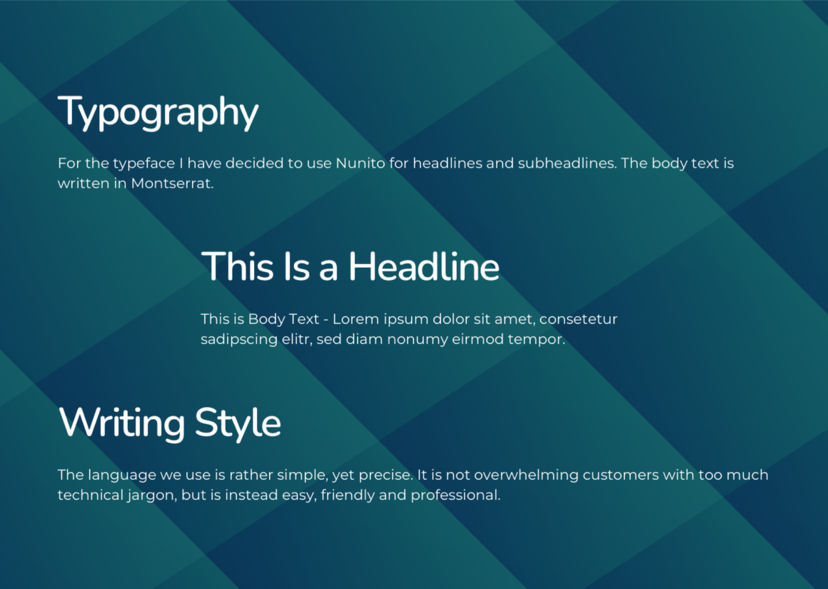 Typography
For the typeface I have decided to use Nunito for headlines and subheadlines. The body text is
written in Montserrat.
This Is a Headline
This is Body Text - Lorem ipsum dolor sit amet, consetetur
sadipscing elitr, sed diam nonumy eirmod tempor.
Writing Style
The language we use is rather simple, yet precise. It is not overwhelming customers with too much
technical jargon, but is instead easy, friendly and professional.